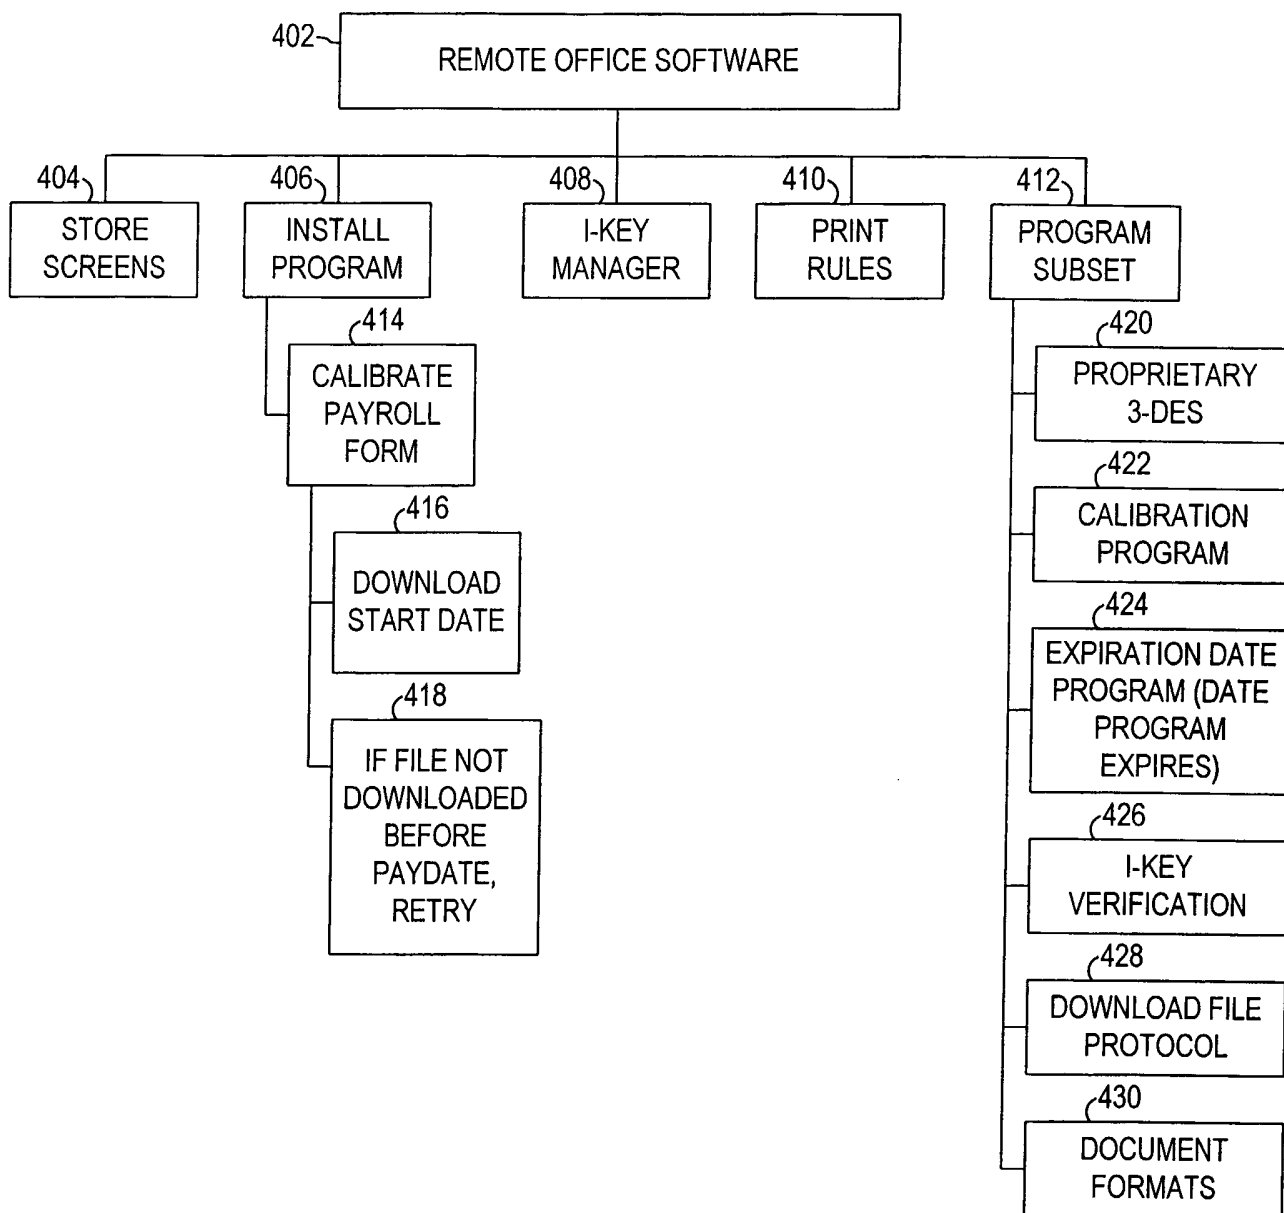 402
REMOTE OFFICE SOFTWARE
404
STORE
SCREENS
406
INSTALL
PROGRAM
408
I-KEY
MANAGER
410
PRINT
RULES
412
PROGRAM
SUBSET
414
CALIBRATE
PAYROLL
FORM
416
DOWNLOAD
START DATE
418
IF FILE NOT
DOWNLOADED
BEFORE
PAYDATE,
RETRY
420
PROPRIETARY
3-DES
422
CALIBRATION
PROGRAM
424
EXPIRATION DATE
PROGRAM (DATE
PROGRAM
EXPIRES)
426
I-KEY
VERIFICATION
428
DOWNLOAD FILE
PROTOCOL
430
DOCUMENT
FORMATS